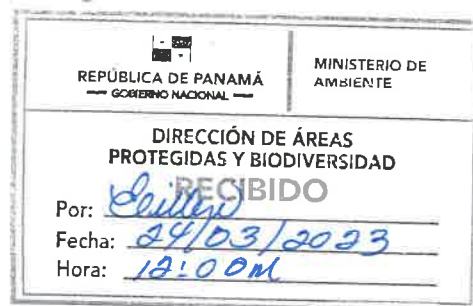 REPÚBLICA DE PANAMÁ
— GOBIERNO NACIONAL —
MINISTERIO DE
AMBIENTE
DIRECCIÓN DE ÁREAS
PROTEGIDAS Y BIODIVERSIDAD
RECIBIDO
Por:
Fecha: 24/03/2023
Hora: 12:00 M